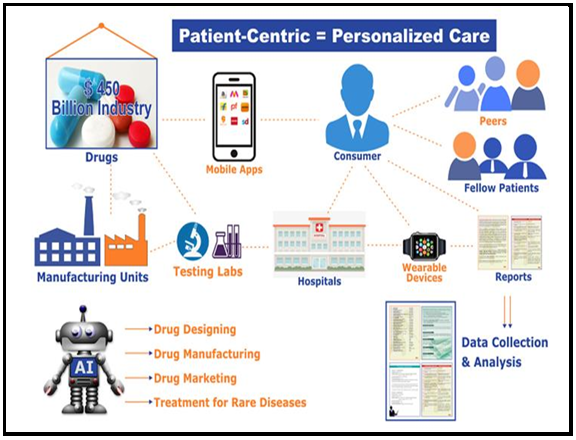 Patient-Centric = Personalized Care
$ 450
Billion Industry
Drugs
Mobile Apps
Consumer
Peers
Fellow Patients
Manufacturing Units
Testing Labs
Hospitals
Wearable
Devices
Reports
AI
Drug Designing
Drug Manufacturing
Drug Marketing
Treatment for Rare Diseases
Data Collection
& Analysis